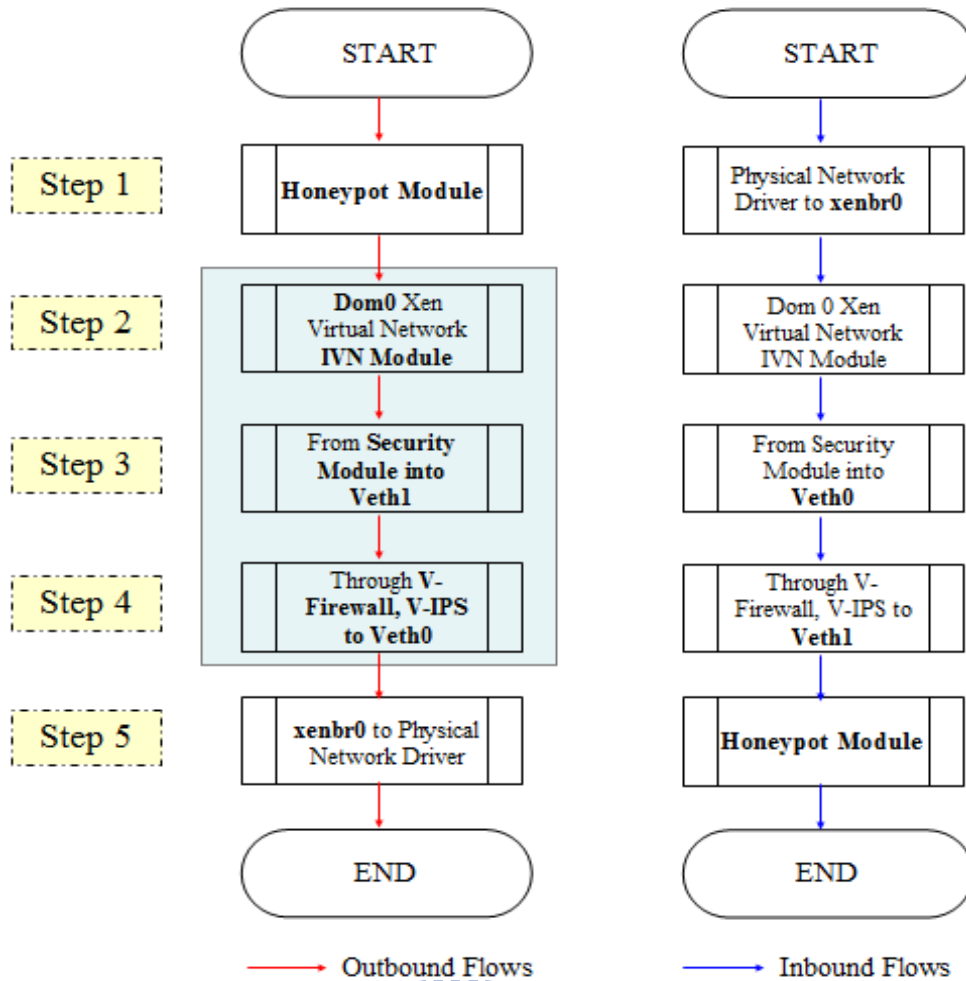 START
START
Step 1
Honeypot Module
Physical Network
Driver to xenbr0
Step 2
Dom0 Xen
Virtual Network
IVN Module
Dom 0 Xen
Virtual Network
IVN Module
Step 3
From Security
Module into
Veth1
From Security
Module into
Veth0
Step 4
Through V-
Firewall, V-IPS
to Veth0
Through V-
Firewall, V-IPS to
Veth1
Step 5
xenbr0 to Physical
Network Driver
Honeypot Module
END
END
Outbound Flows
Inbound Flows